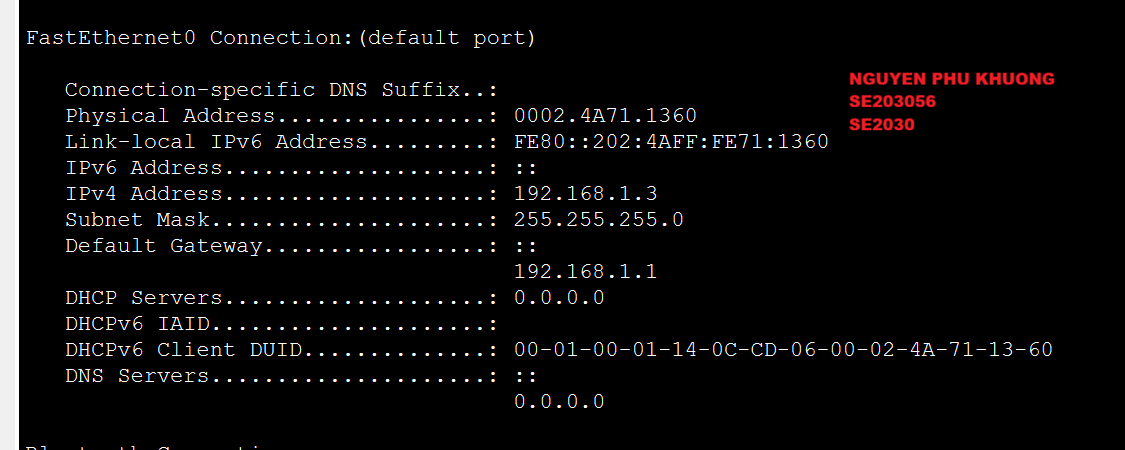 FastEthernet0 Connection:(default port)
Connection-specific DNS Suffix..:
Physical Address................: 0002.4A71.1360
Link-local IPv6 Address.........: FE80::202:4AFF:FE71:1360
IPv6 Address....................: ::
IPv4 Address....................: 192.168.1.3
Subnet Mask.....................: 255.255.255.0
Default Gateway.................: ::
192.168.1.1
DHCP Servers....................: 0.0.0.0
DHCPv6 IAID.....................:
DHCPv6 Client DUID..............: 00-01-00-01-14-0C-CD-06-00-02-4A-71-13-60
DNS Servers.....................: ::
0.0.0.0
NGUYEN PHU KHUONG
SE203056
SE2030